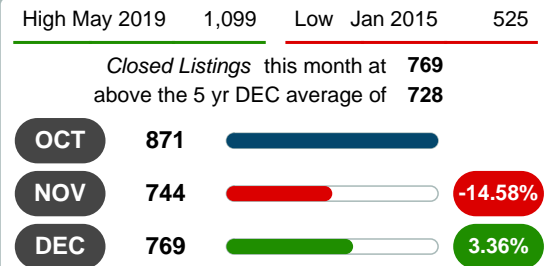 High May 2019 1,099 Low Jan 2015 525
Closed Listings this month at 769
above the 5 yr DEC average of 728
OCT 871
NOV 744 -14.58%
DEC 769 3.36%